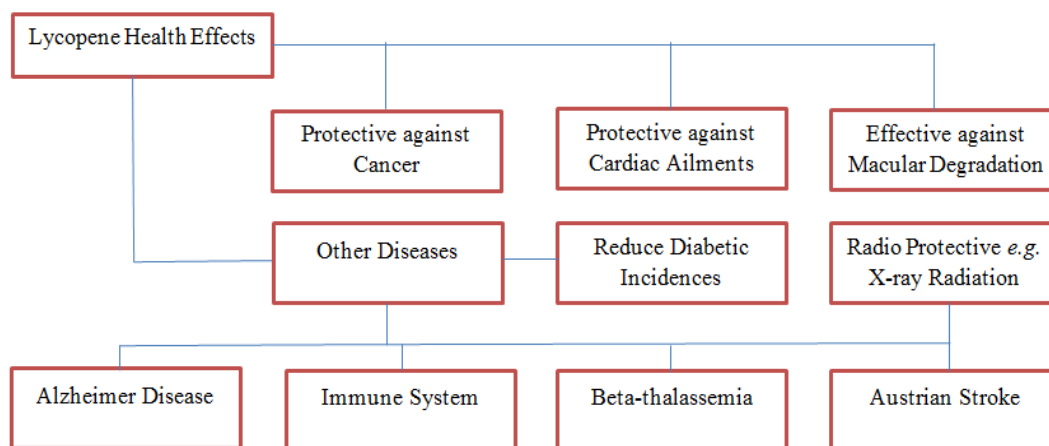 Lycopene Health Effects
Protective against
Cancer
Protective against
Cardiac Ailments
Effective against
Macular Degradation
Other Diseases
Reduce Diabetic
Incidences
Radio Protective e.g.
X-ray Radiation
Alzheimer Disease
Immune System
Beta-thalassemia
Austrian Stroke